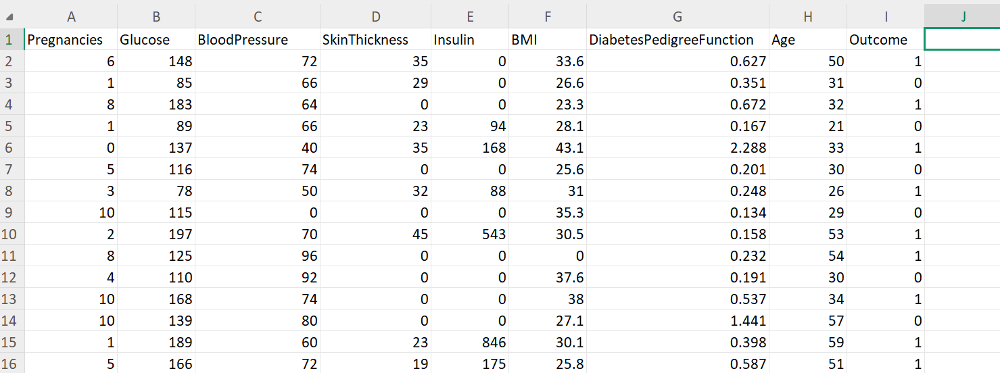 A B C D E F G H I J
1 Pregnancies Glucose BloodPressure SkinThickness Insulin BMI DiabetesPedigreeFunction Age Outcome
2 6 148 72 35 0 33.6 0.627 50 1
3 1 85 66 29 0 26.6 0.351 31 0
4 8 183 64 0 0 23.3 0.672 32 1
5 1 89 66 23 94 28.1 0.167 21 0
6 0 137 40 35 168 43.1 2.288 33 1
7 5 116 74 0 0 25.6 0.201 30 0
8 3 78 50 32 88 31 0.248 26 1
9 10 115 0 0 0 35.3 0.134 29 0
10 2 197 70 45 543 30.5 0.158 53 1
11 8 125 96 0 0 0 0.232 54 1
12 4 110 92 0 0 37.6 0.191 30 0
13 10 168 74 0 0 38 0.537 34 1
14 10 139 80 0 0 27.1 1.441 57 0
15 1 189 60 23 846 30.1 0.398 59 1
16 5 166 72 19 175 25.8 0.587 51 1